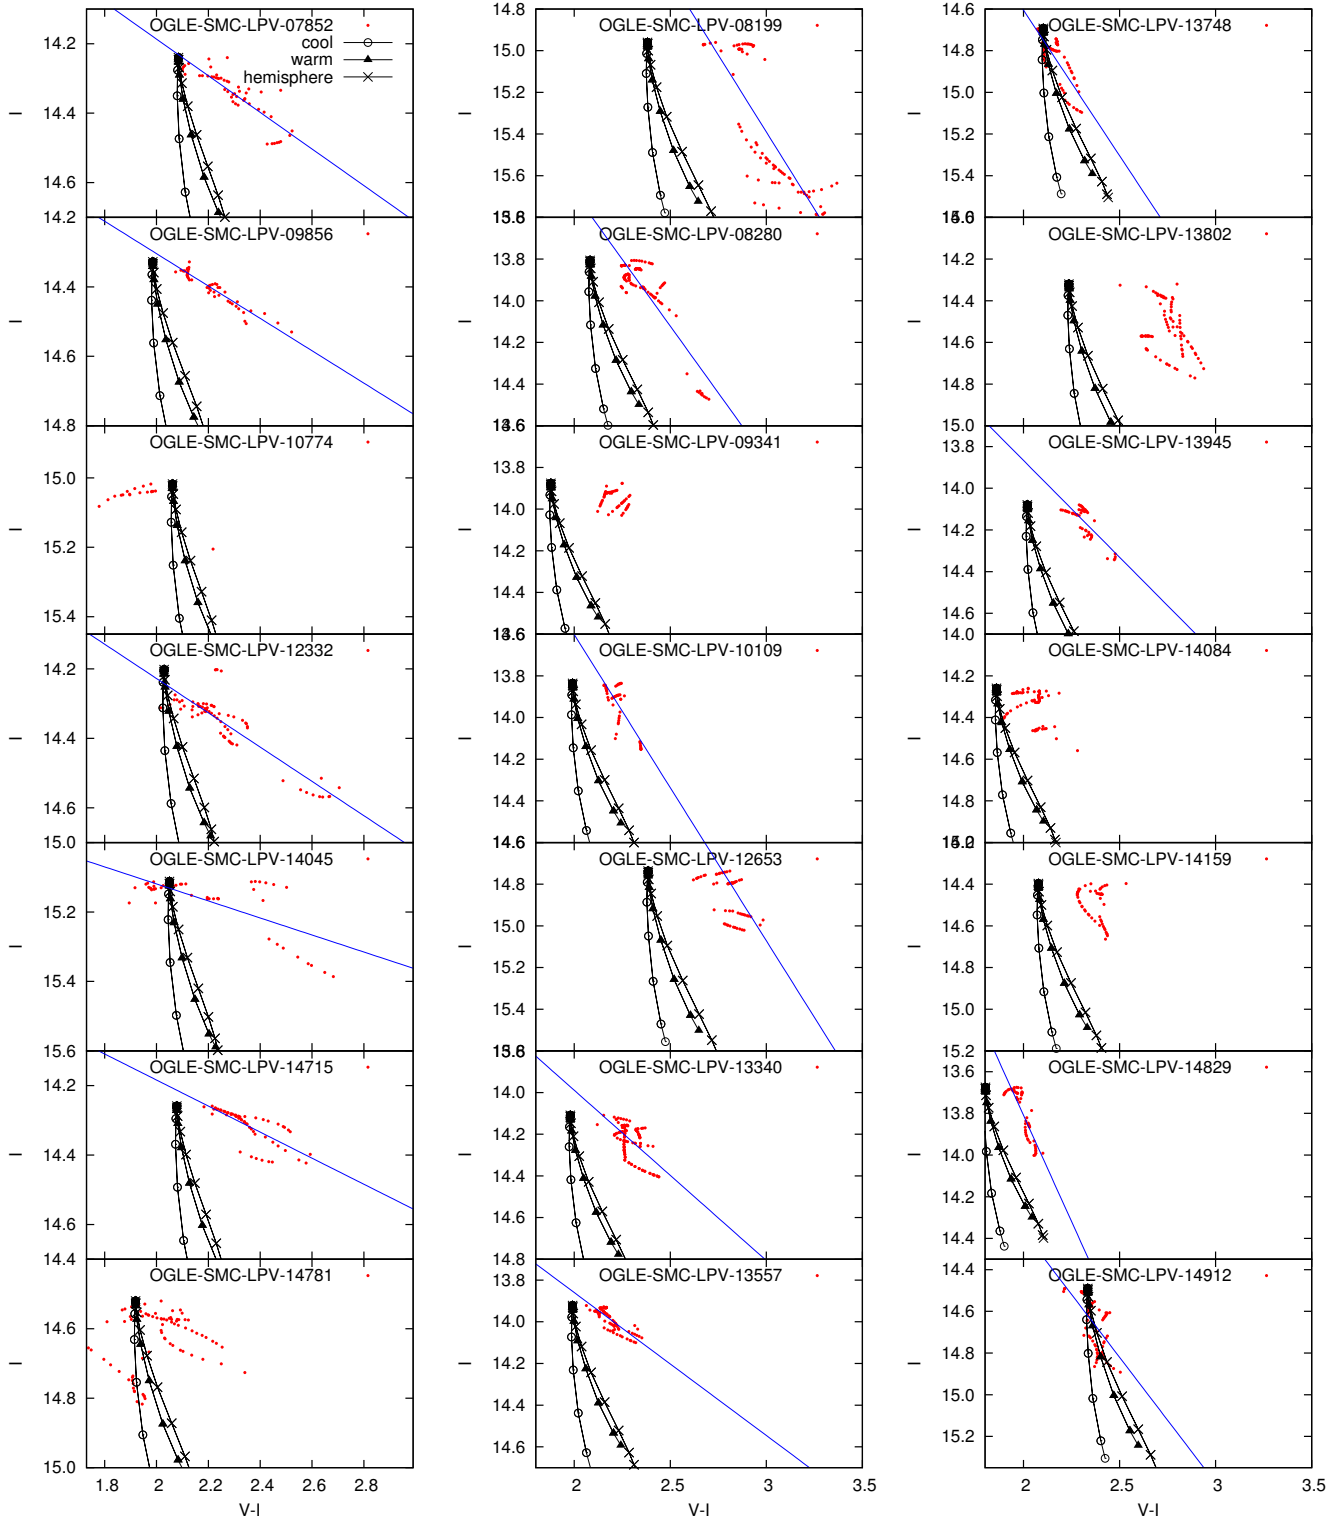 OGLE-SMC-LPV-07852
cool
warm
hemisphere
14.2
14.4
14.6
I
OGLE-SMC-LPV-09856
14.2
14.4
14.6
14.8
I
OGLE-SMC-LPV-10774
15.0
15.2
15.4
I
OGLE-SMC-LPV-12332
14.2
14.4
14.6
I
OGLE-SMC-LPV-14045
15.0
15.2
15.4
15.6
I
OGLE-SMC-LPV-14715
14.2
14.4
14.6
I
OGLE-SMC-LPV-14781
14.4
14.6
14.8
15.0
I
1.8
2
2.2
2.4
2.6
2.8
V-I
OGLE-SMC-LPV-08199
14.8
15.0
15.2
15.4
15.6
I
OGLE-SMC-LPV-08280
13.8
14.0
14.2
14.4
I
OGLE-SMC-LPV-09341
13.8
14.0
14.2
14.4
I
OGLE-SMC-LPV-10109
13.8
14.0
14.2
14.4
I
OGLE-SMC-LPV-12653
14.6
14.8
15.0
15.2
15.4
I
OGLE-SMC-LPV-13340
14.0
14.2
14.4
14.6
I
OGLE-SMC-LPV-13557
14.8
13.8
14.0
14.2
14.4
14.6
I
2
2.5
3
3.5
V-I
OGLE-SMC-LPV-13748
14.6
14.8
15.0
15.2
15.4
I
OGLE-SMC-LPV-13802
14.2
14.4
14.6
14.8
15.0
I
OGLE-SMC-LPV-13945
13.8
14.0
14.2
14.4
14.6
I
OGLE-SMC-LPV-14084
14.0
14.2
14.4
14.6
14.8
I
OGLE-SMC-LPV-14159
14.4
14.6
14.8
15.0
15.2
I
OGLE-SMC-LPV-14829
13.6
13.8
14.0
14.2
14.4
I
OGLE-SMC-LPV-14912
14.4
14.6
14.8
15.0
15.2
I
2
2.5
3
3.5
V-I